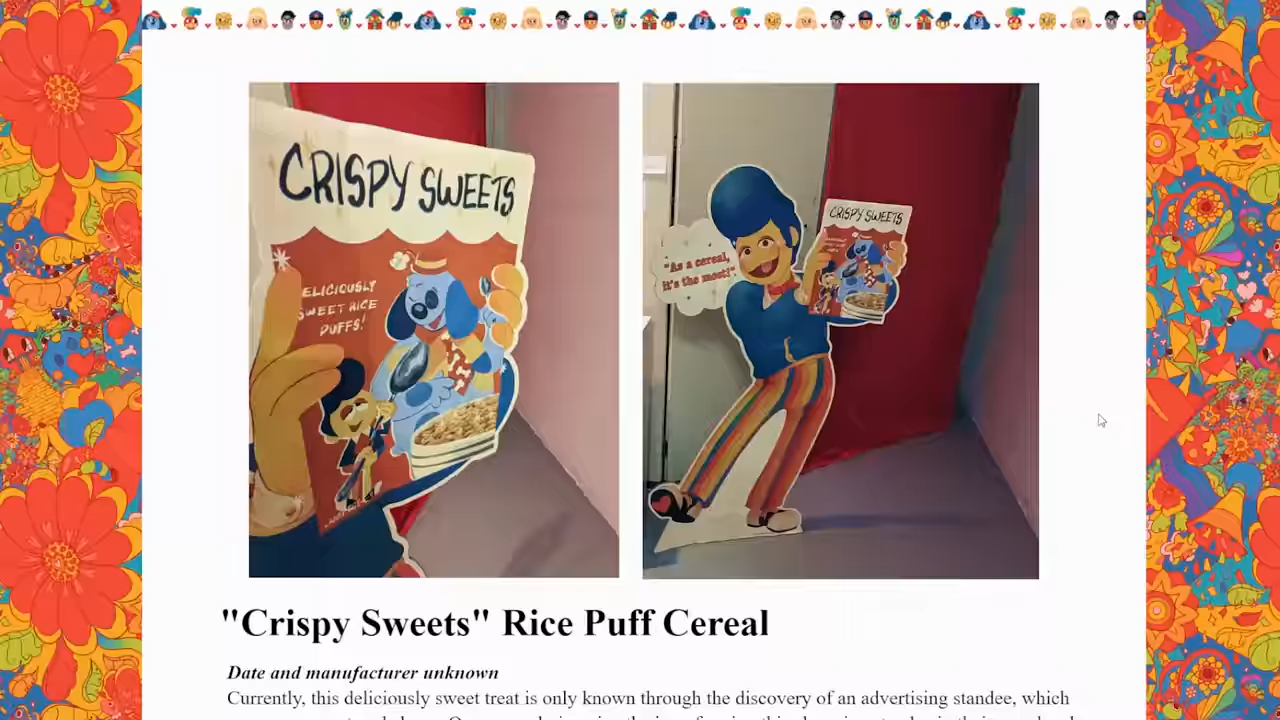 CRISPY SWEETS
ELICIOUSLY
SWEET RICE
PUFFS!
CRISPY SWEETS
"As a cereal,
it's the most!"
"Crispy Sweets" Rice Puff Cereal
Date and manufacturer unknown
Currently, this deliciously sweet treat is only known through the discovery of an advertising standee, which